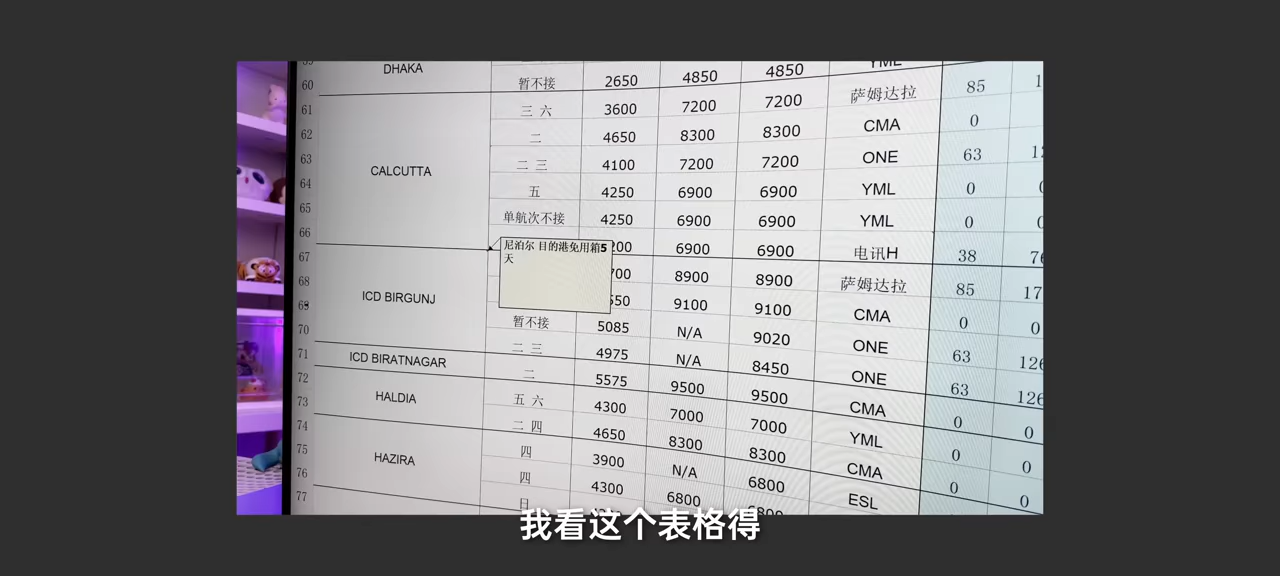 DHAKA
60 暂不接 2650 4850 4850 YML
61 三 六 3600 7200 7200 萨姆达拉 85
62 二 4650 8300 8300 CMA 0
63 二 三 4100 7200 7200 ONE 63
CALCUTTA
64 五 4250 6900 6900 YML 0
65 单航次不接 4250 6900 6900 YML 0
66 6900 6900 电讯H 38
尼泊尔 目的港免用箱5
天
67 8900 8900 萨姆达拉 85
68 9100 9100 CMA 0 0
ICD BIRGUNJ
69 暂不接 5085 N/A 9020 ONE 63 126
70 二 三 4975 N/A 8450 ONE 63 126
71 ICD BIRATNAGAR 二 5575 9500 9500 CMA 0 0
72 HALDIA 五 六 4300 7000 7000 YML 0 0
73 二 四 4650 8300 8300 CMA 0 0
74 四 3900 N/A 6800 ESL
75 HAZIRA 四 4300 6800
76 日
77
我看这个表格得